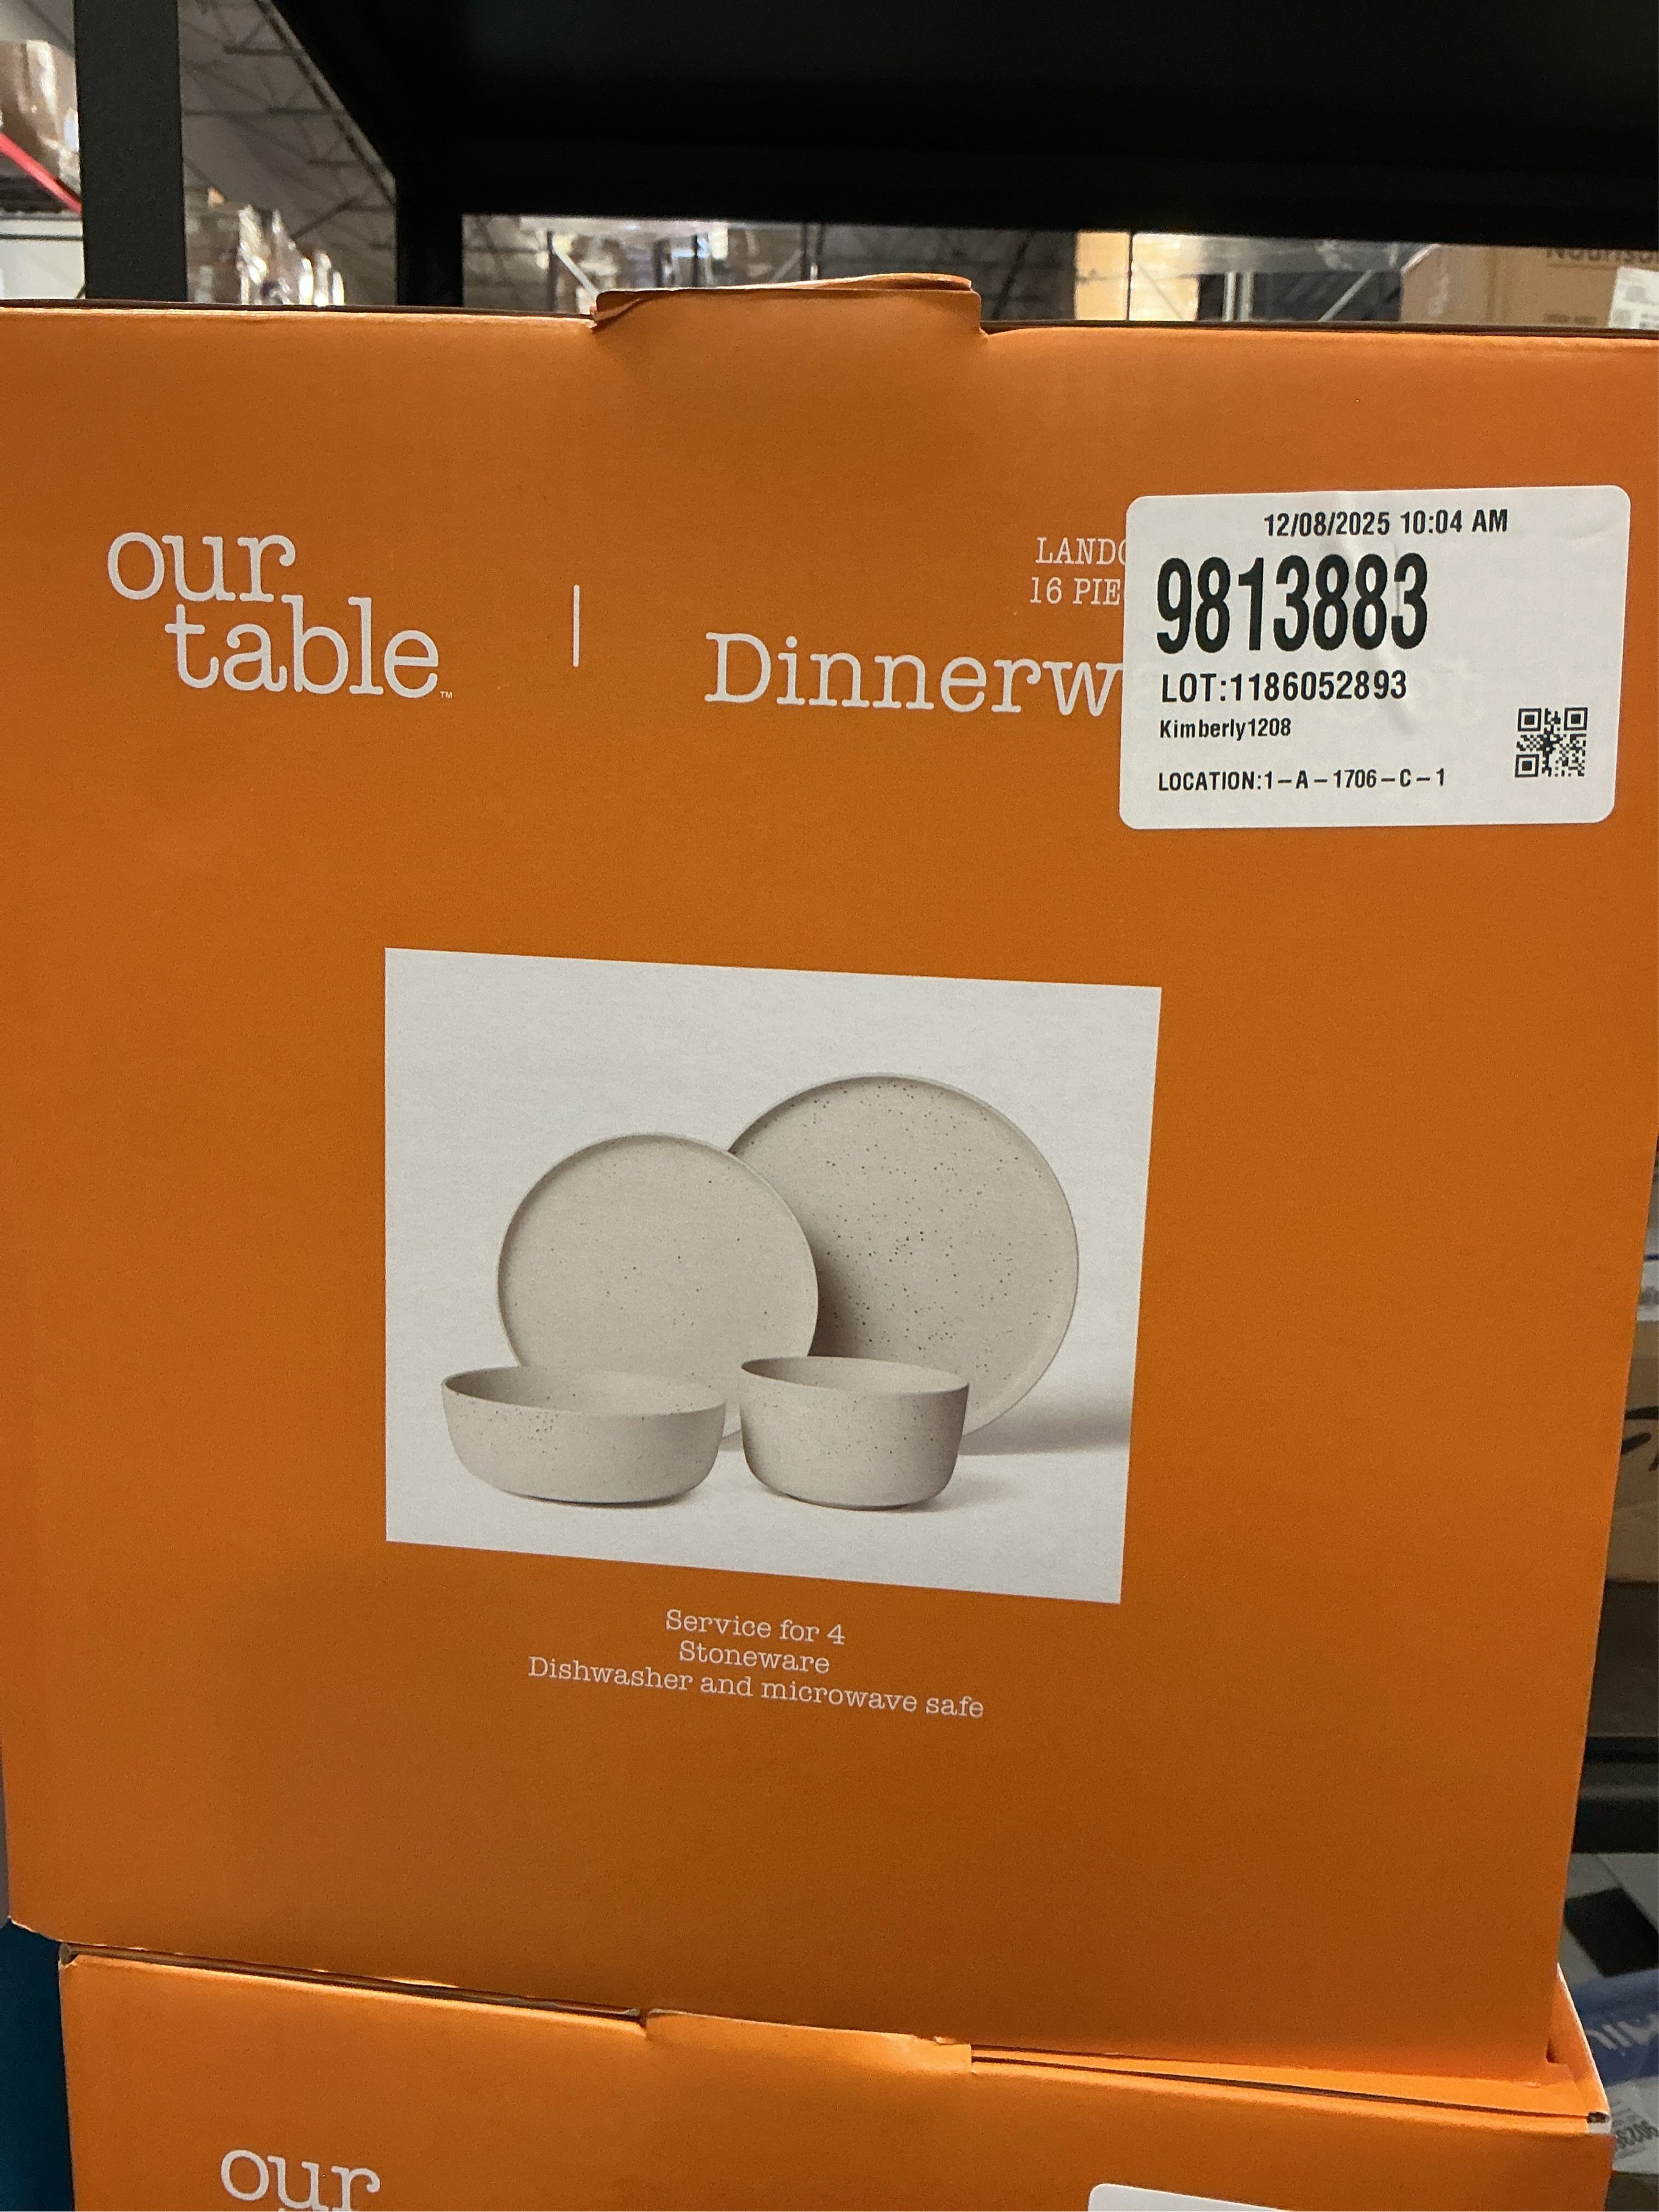 our
table™
LANDO
16 PIE
Dinnerw
12/08/2025 10:04 AM
9813883
LOT:1186052893
Kimberly1208
LOCATION:1-A-1706-C-1
Service for 4
Stoneware
Dishwasher and microwave safe
our